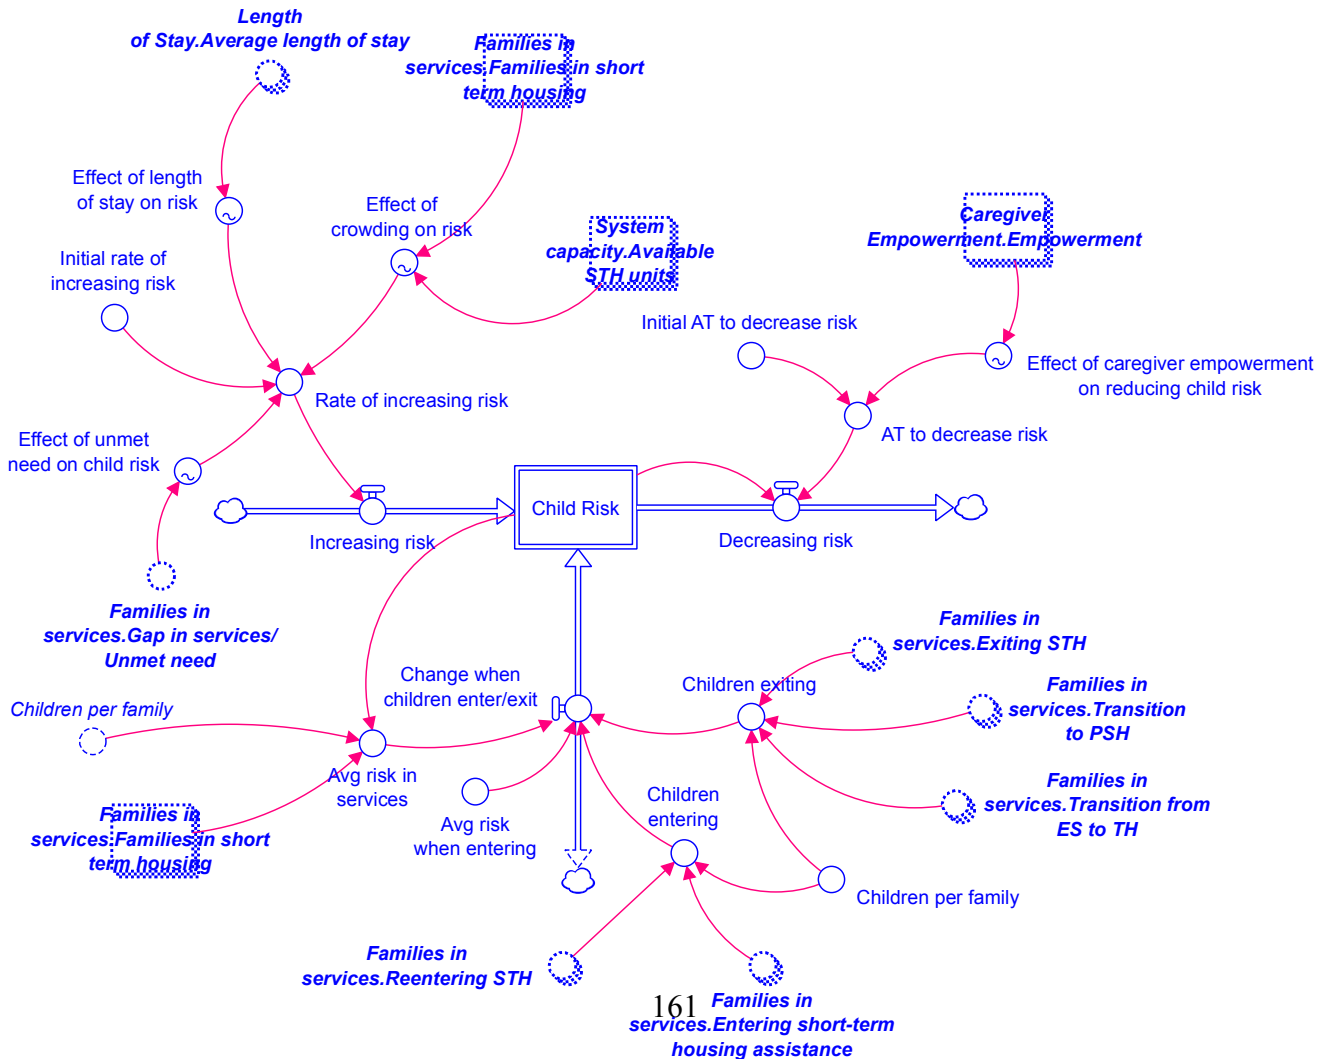 Length
of Stay.Average length of stay
Families in
services.Families in short
term housing
Effect of length
of stay on risk
Effect of
crowding on risk
System
capacity.Available
STH units
Caregiver
Empowerment.Empowerment
Initial rate of
increasing risk
Initial AT to decrease risk
Effect of caregiver empowerment
on reducing child risk
Rate of increasing risk
AT to decrease risk
Effect of unmet
need on child risk
Child Risk
Increasing risk
Decreasing risk
Families in
services.Gap in services/
Unmet need
Families in
services.Exiting STH
Change when
children enter/exit
Children exiting
Families in
services.Transition
to PSH
Children per family
Avg risk in
services
Families in
services.Transition from
ES to TH
Families in
services.Families in short
term housing
Avg risk
when entering
Children
entering
Children per family
Families in
services.Reentering STH
161
Families in
services.Entering short-term
housing assistance